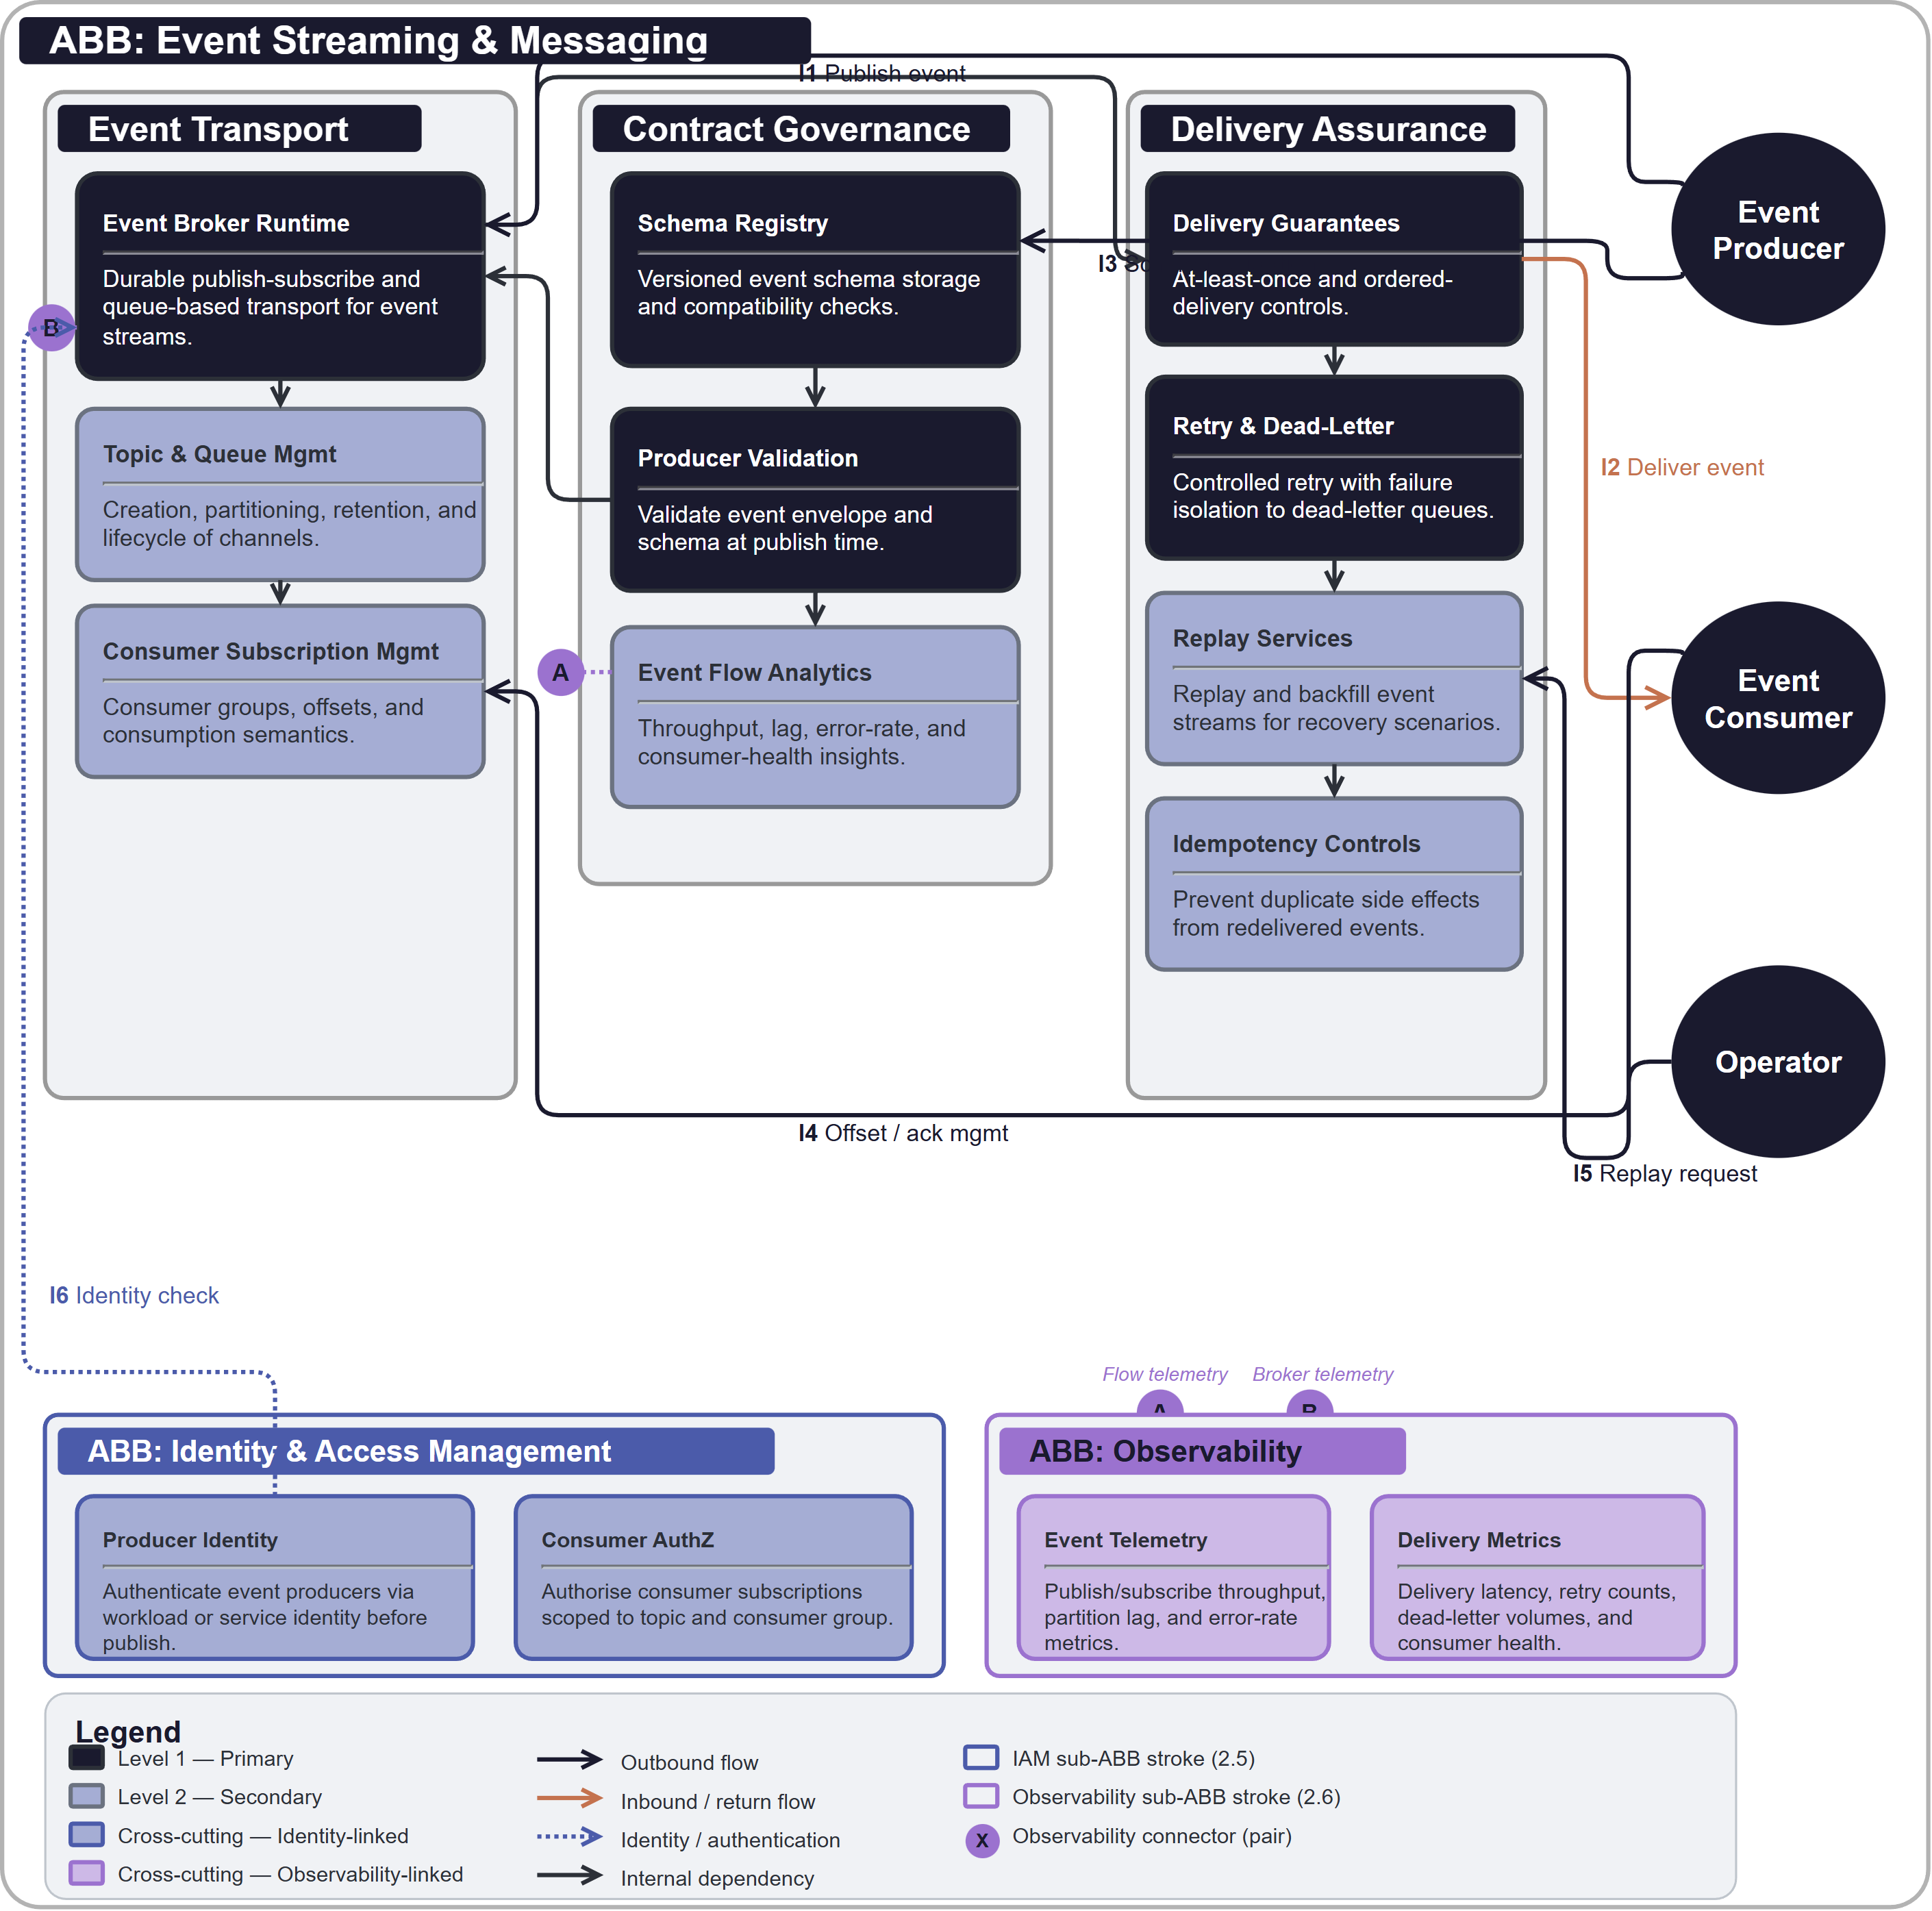 ABB: Event Streaming & Messaging
I1 Publish event
Event Transport
Event Broker Runtime
Durable publish-subscribe and
queue-based transport for event
streams.
B
Topic & Queue Mgmt
Creation, partitioning, retention, and
lifecycle of channels.
Consumer Subscription Mgmt
Consumer groups, offsets, and
consumption semantics.
Contract Governance
Schema Registry
Versioned event schema storage
and compatibility checks.
Producer Validation
Validate event envelope and
schema at publish time.
A
Event Flow Analytics
Throughput, lag, error-rate, and
consumer-health insights.
I3
Delivery Assurance
Delivery Guarantees
At-least-once and ordered-
delivery controls.
Retry & Dead-Letter
Controlled retry with failure
isolation to dead-letter queues.
Replay Services
Replay and backfill event
streams for recovery scenarios.
Idempotency Controls
Prevent duplicate side effects
from redelivered events.
Event
Producer
I2 Deliver event
Event
Consumer
Operator
I4 Offset / ack mgmt
I5 Replay request
I6 Identity check
Flow telemetry
Broker telemetry
A
B
ABB: Identity & Access Management
Producer Identity
Authenticate event producers via
workload or service identity before
publish.
Consumer AuthZ
Authorise consumer subscriptions
scoped to topic and consumer group.
ABB: Observability
Event Telemetry
Publish/subscribe throughput,
partition lag, and error-rate
metrics.
Delivery Metrics
Delivery latency, retry counts,
dead-letter volumes, and
consumer health.
Legend
Level 1 — Primary
Level 2 — Secondary
Cross-cutting — Identity-linked
Cross-cutting — Observability-linked
Outbound flow
Inbound / return flow
Identity / authentication
Internal dependency
IAM sub-ABB stroke (2.5)
Observability sub-ABB stroke (2.6)
X
Observability connector (pair)